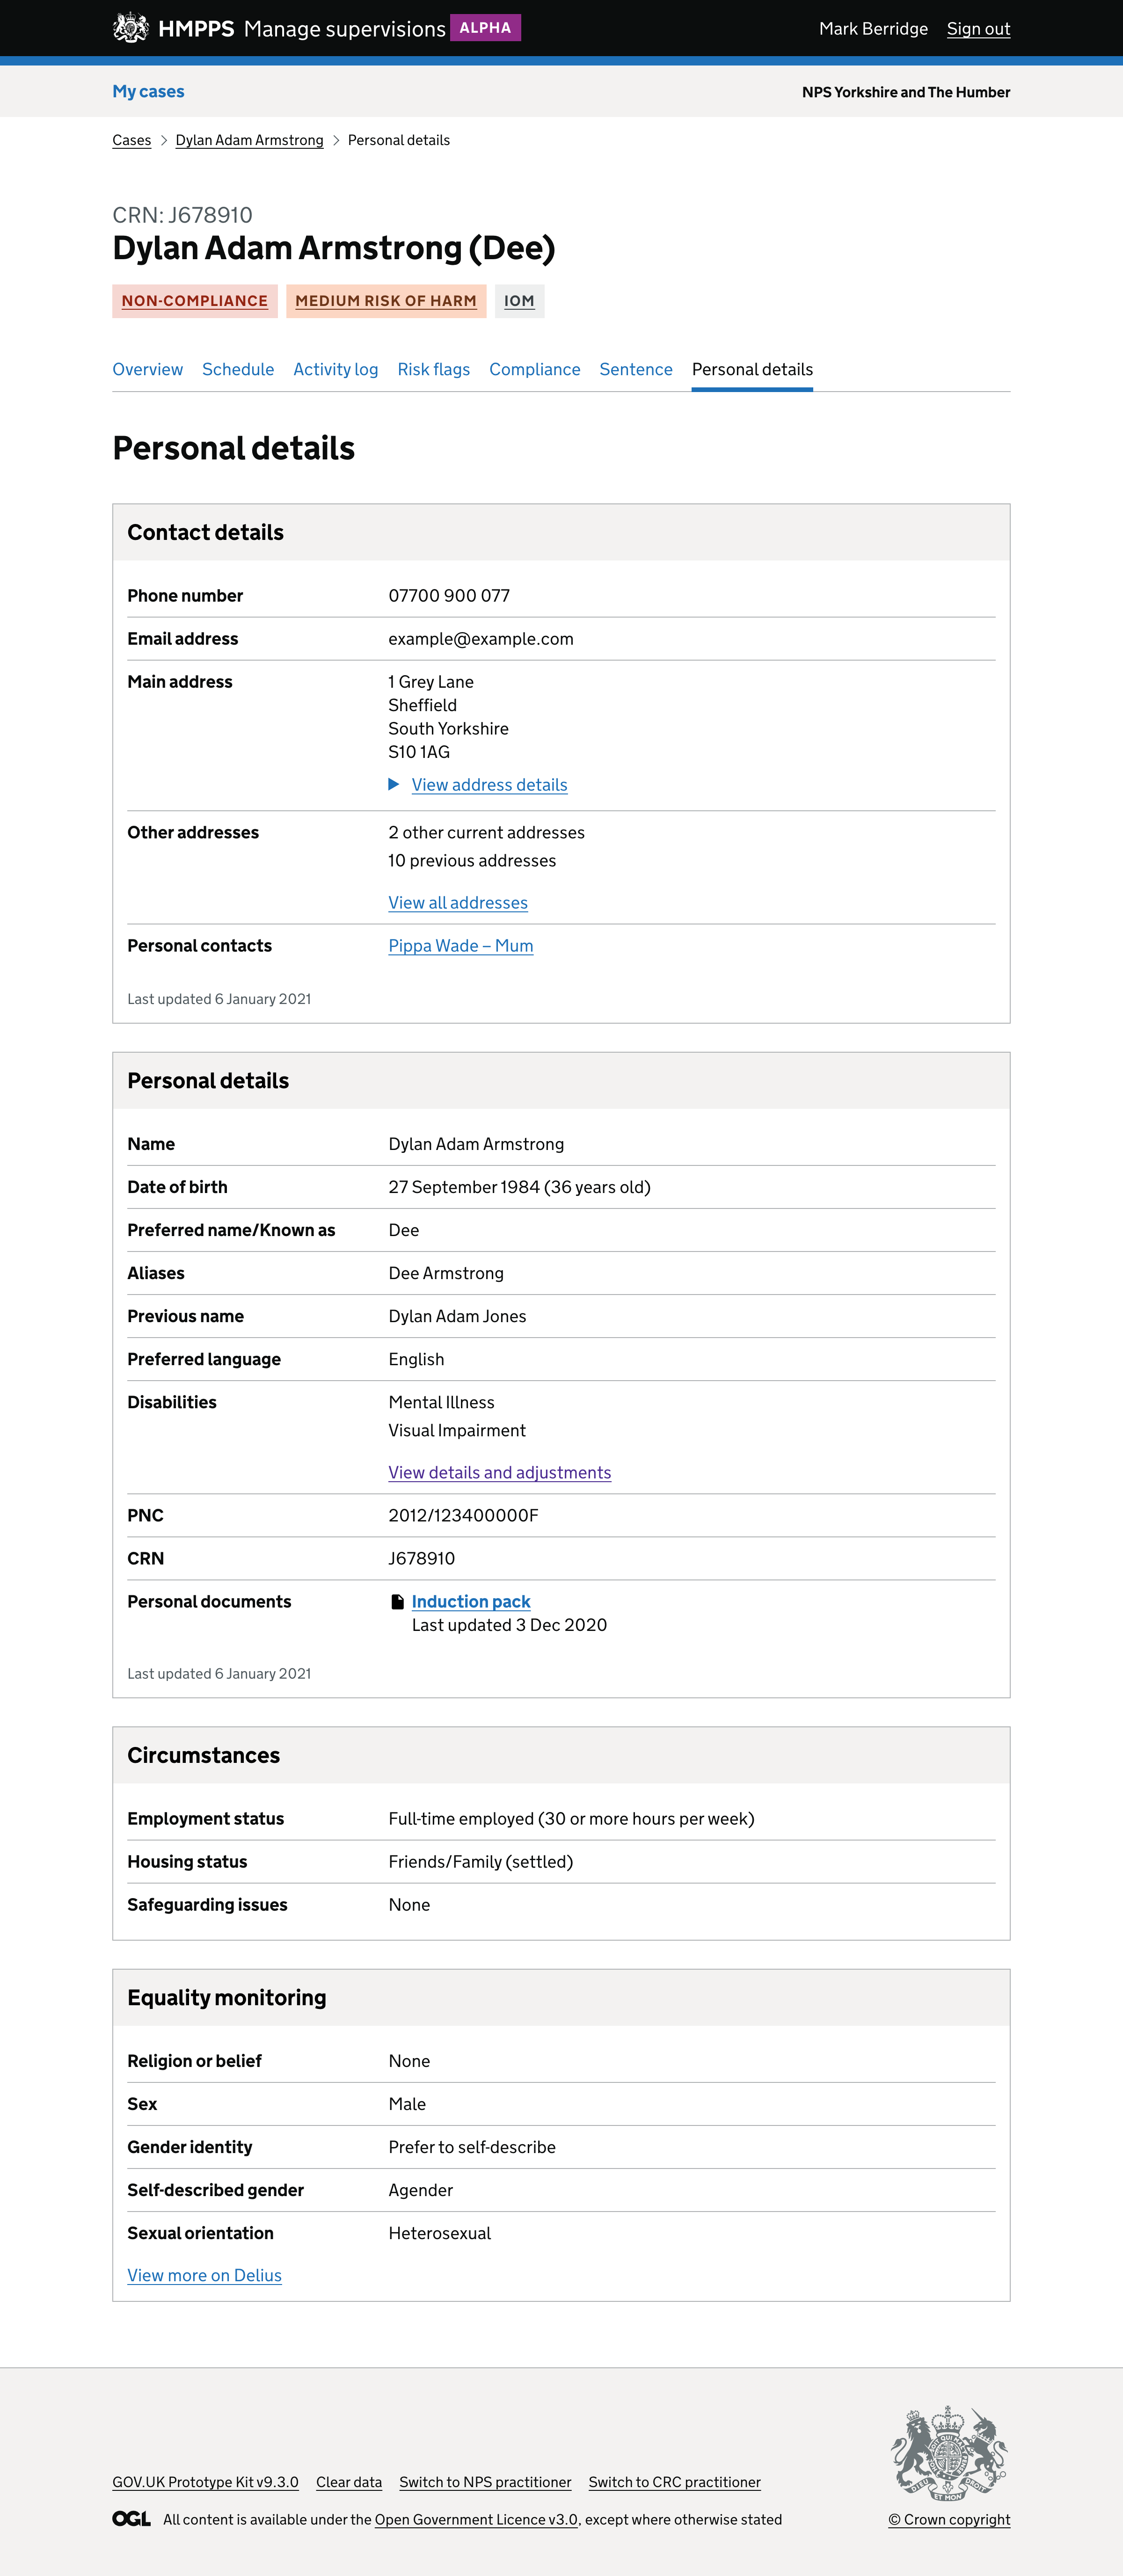 HMPPS Manage supervisions ALPHA Mark Berridge Sign out
My cases NPS Yorkshire and The Humber
Cases Dylan Adam Armstrong Personal details
CRN: J678910
Dylan Adam Armstrong (Dee)
NON-COMPLIANCE MEDIUM RISK OF HARM IOM
Overview Schedule Activity log Risk flags Compliance Sentence Personal details
Personal details
Contact details
Phone number 07700 900 077
Email address example@example.com
Main address 1 Grey Lane
Sheffield
South Yorkshire
S10 1AG
View address details
Other addresses 2 other current addresses
10 previous addresses
View all addresses
Personal contacts Pippa Wade – Mum
Last updated 6 January 2021
Personal details
Name Dylan Adam Armstrong
Date of birth 27 September 1984 (36 years old)
Preferred name/Known as Dee
Aliases Dee Armstrong
Previous name Dylan Adam Jones
Preferred language English
Disabilities Mental Illness
Visual Impairment
View details and adjustments
PNC 2012/123400000F
CRN J678910
Personal documents Induction pack
Last updated 3 Dec 2020
Last updated 6 January 2021
Circumstances
Employment status Full-time employed (30 or more hours per week)
Housing status Friends/Family (settled)
Safeguarding issues None
Equality monitoring
Religion or belief None
Sex Male
Gender identity Prefer to self-describe
Self-described gender Agender
Sexual orientation Heterosexual
View more on Delius
GOV.UK Prototype Kit v9.3.0 Clear data Switch to NPS practitioner Switch to CRC practitioner
DIEU ET MON DROIT
OGL All content is available under the Open Government Licence v3.0, except where otherwise stated © Crown copyright